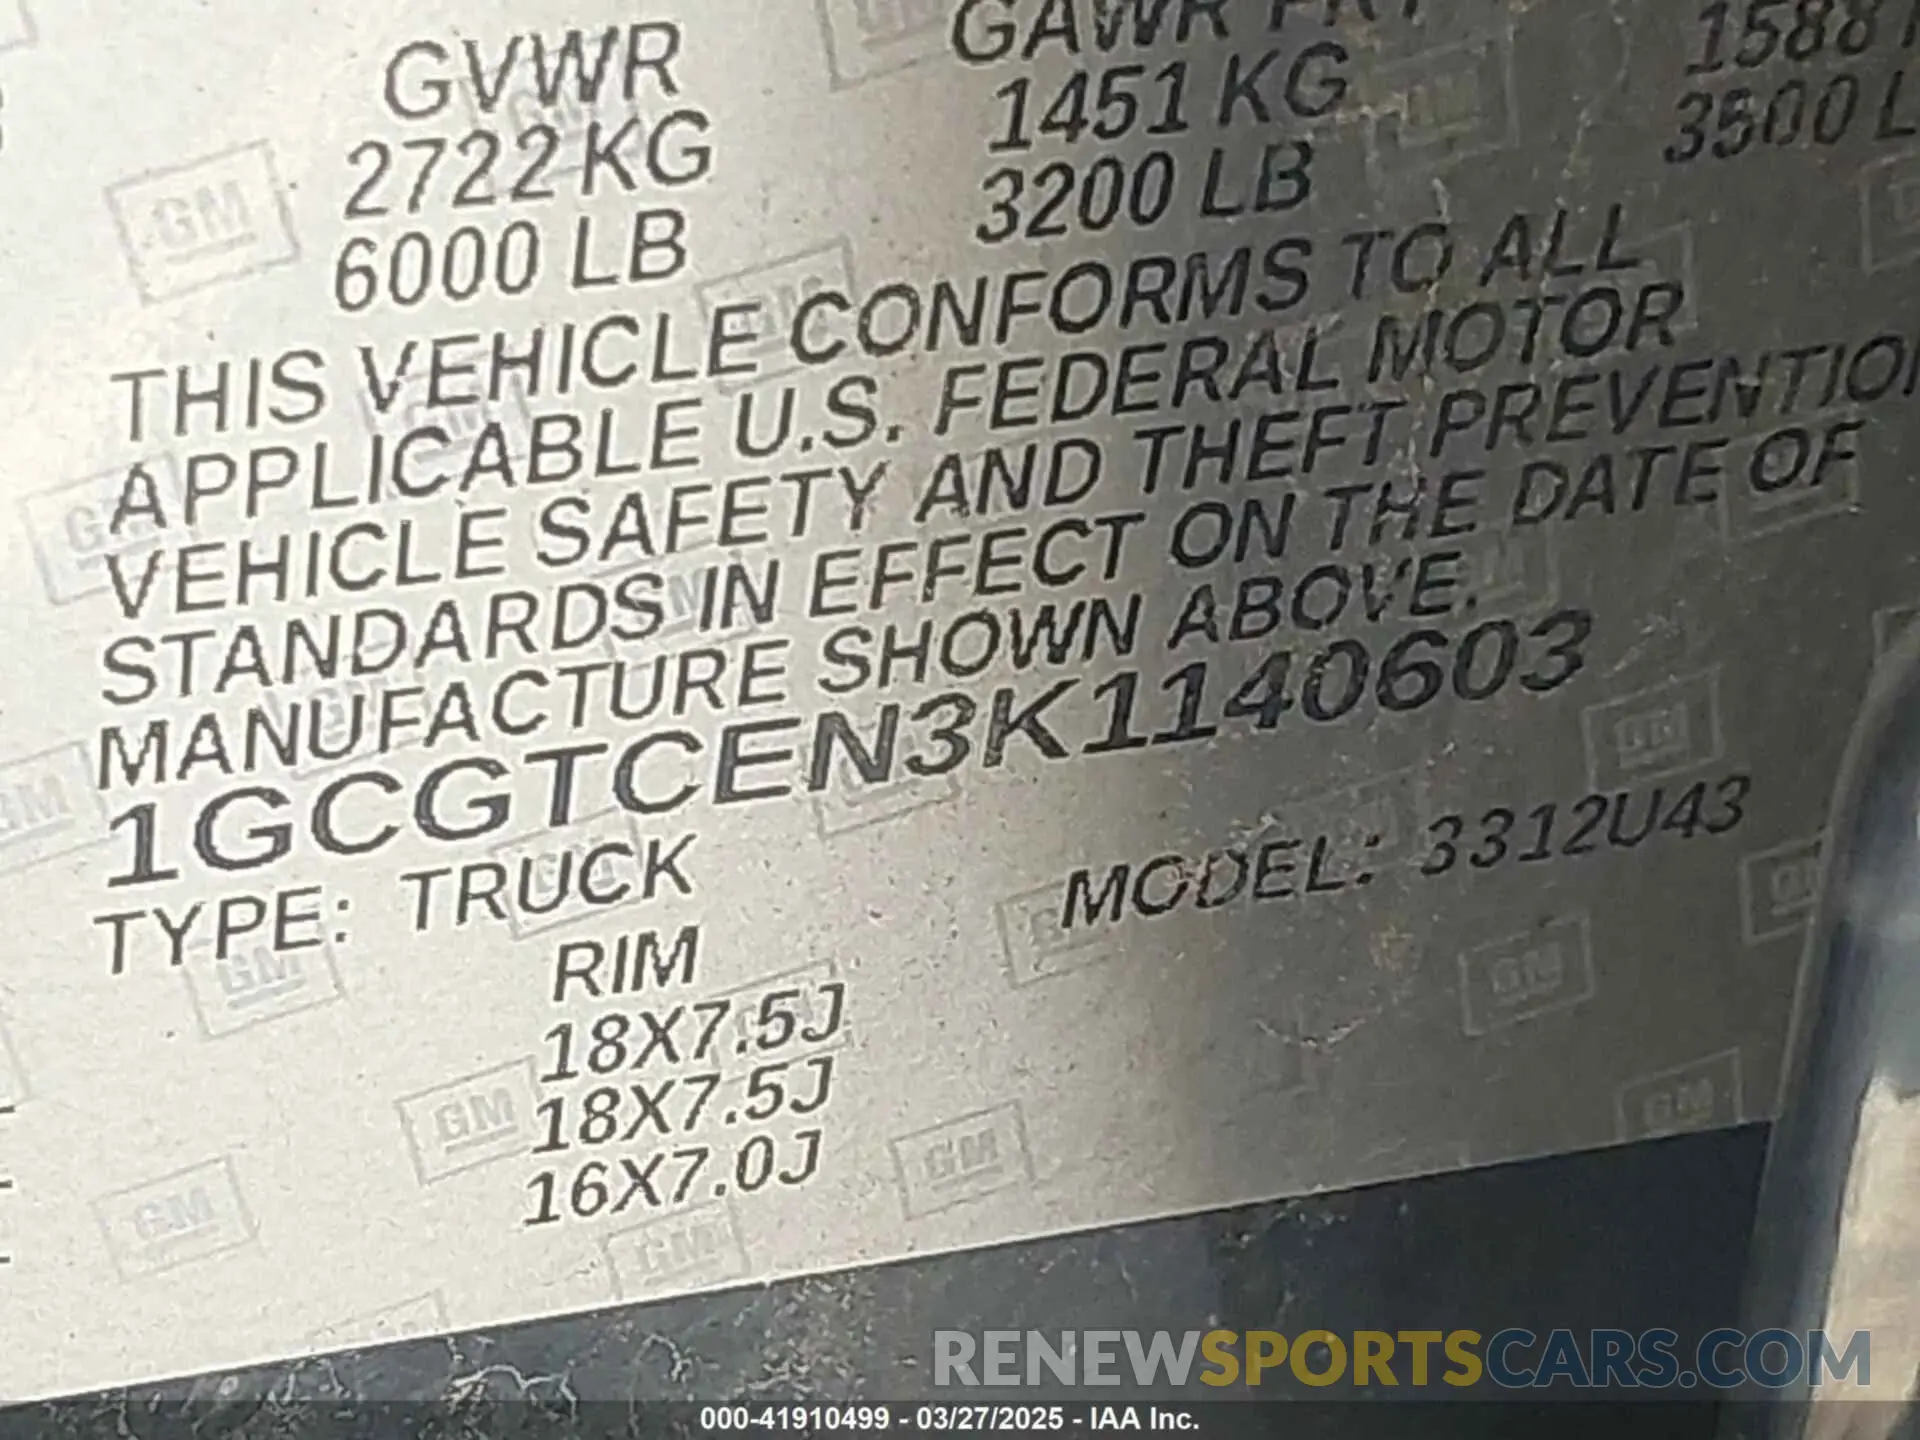 GVWR GAWR FRT
2722 KG 1451 KG 1588
6000 LB 3200 LB 3500 L
THIS VEHICLE CONFORMS TO ALL
APPLICABLE U.S. FEDERAL MOTOR
VEHICLE SAFETY AND THEFT PREVENTION
STANDARDS IN EFFECT ON THE DATE OF
MANUFACTURE SHOWN ABOVE.
1GCGTCEN3K1140603
TYPE: TRUCK MODEL: 3312U43
RIM
18X7.5J
18X7.5J
16X7.0J
RENEWSPORTSCARS.COM
000-41910499 - 03/27/2025 - IAA Inc.